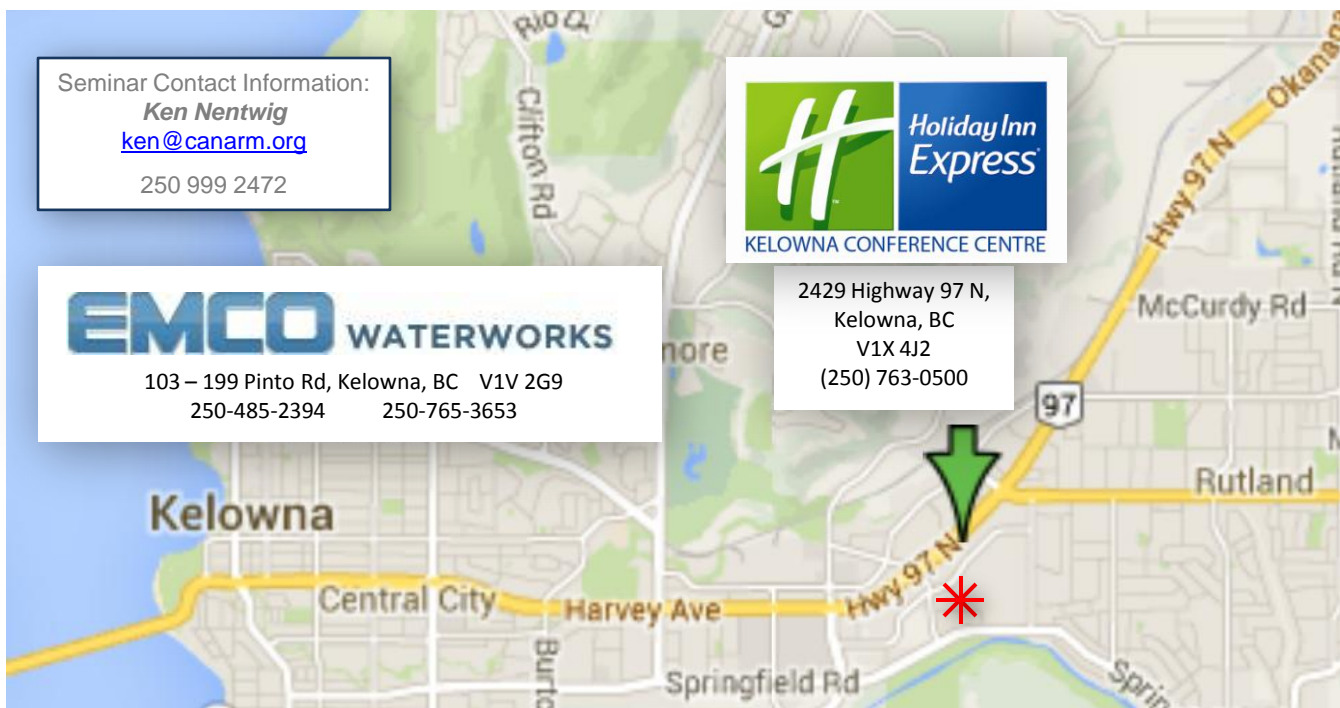 Seminar Contact Information:
Ken Nentwig
ken@canarm.org
250 999 2472
Holiday Inn
Express
KELOWNA CONFERENCE CENTRE
2429 Highway 97 N,
Kelowna, BC
V1X 4J2
(250) 763-0500
EMCO WATERWORKS
103 – 199 Pinto Rd, Kelowna, BC V1V 2G9
250-485-2394 250-765-3653
Clifton Rd
Hwy 97 N
McCurdy Rd
97
Rutland
Kelowna
Central City
Harvey Ave
Hwy 97 N
Springfield Rd